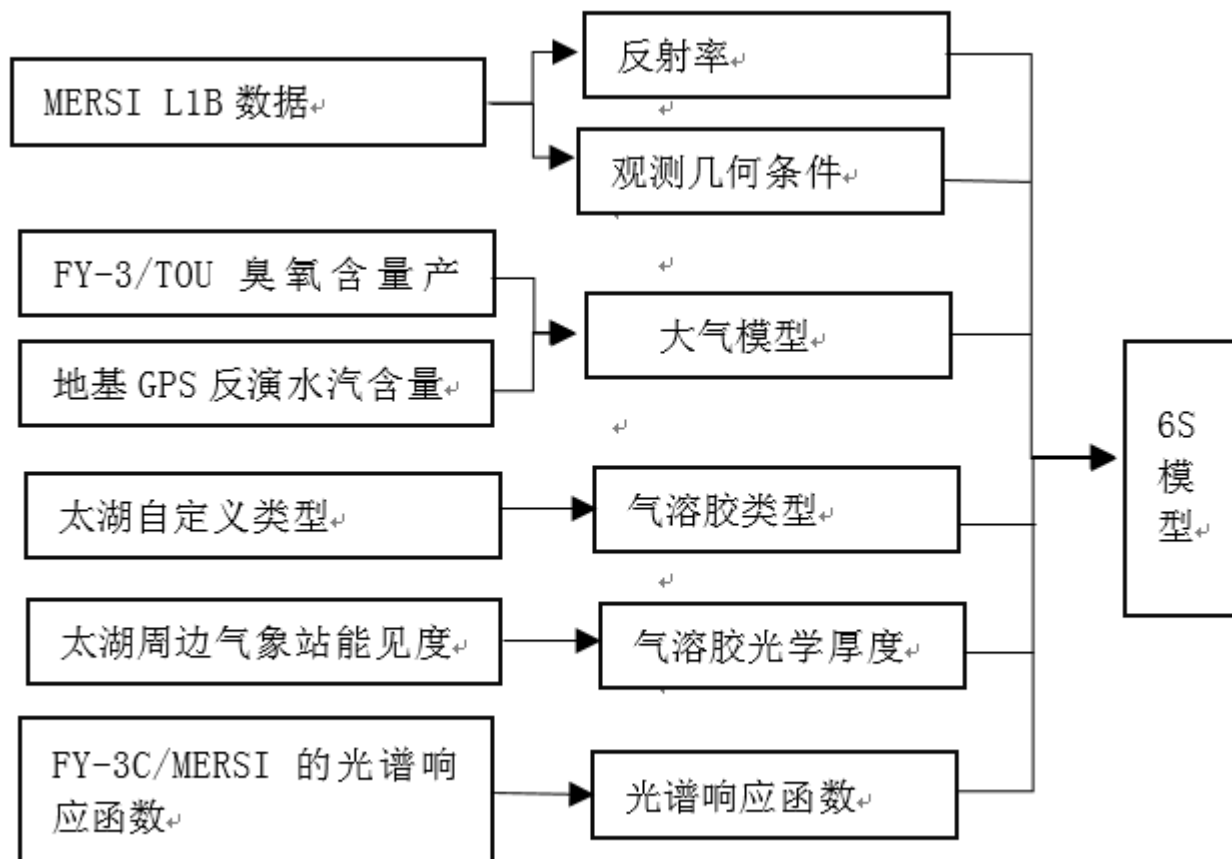 MERSI L1B 数据
反射率
观测几何条件
FY-3/TOU 臭氧含量产
地基 GPS 反演水汽含量
大气模型
太湖自定义类型
气溶胶类型
太湖周边气象站能见度
气溶胶光学厚度
FY-3C/MERSI 的光谱响
应函数
光谱响应函数
6S
模
型